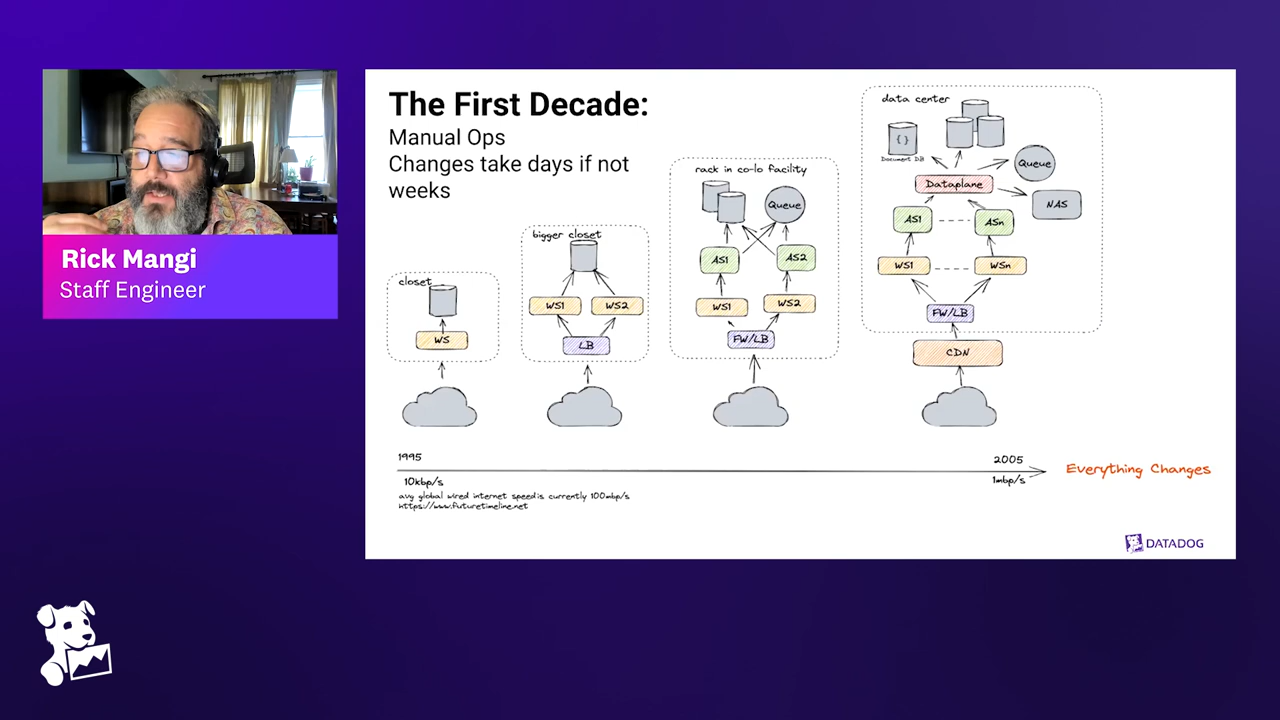 Rick Mangi
Staff Engineer
The First Decade:
Manual Ops
Changes take days if not
weeks
closet
WS
bigger closet
WS1
WS2
LB
rack in co-lo facility
Queue
AS1
AS2
WS1
WS2
FW/LB
data center
{}
Document DB
Queue
Dataplane
NAS
AS1
ASn
WS1
WSn
FW/LB
CDN
1995
2005
Everything Changes
10kbp/s
1mbp/s
avg global wired internet speed is currently 100mbp/s
https://www.futuretimeline.net
DATADOG